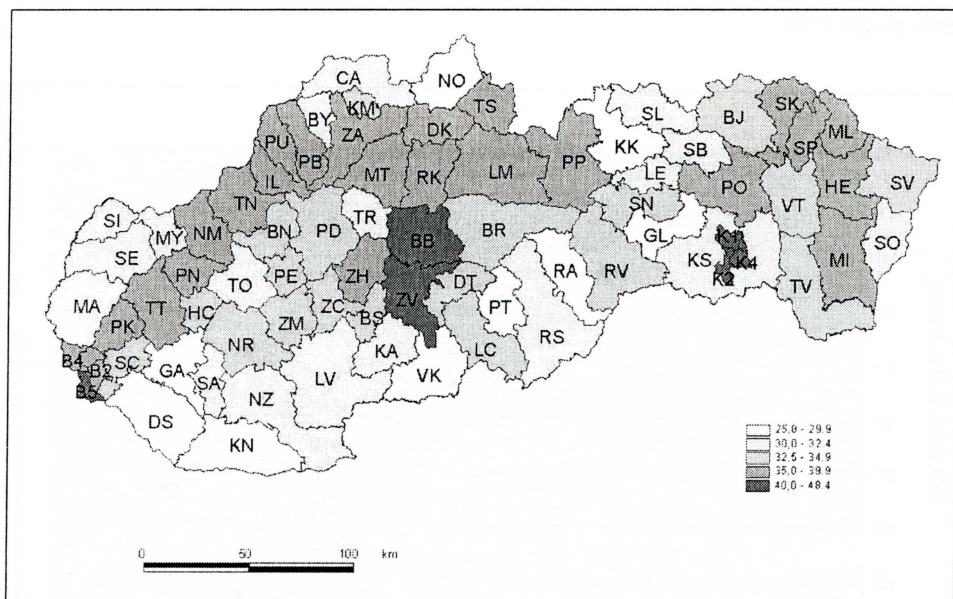 CA NO
KM TS SL BJ SK ML
BY ZA DK
PU PB KK SB SP
MT RK LM PP LE PO HE SV
IL
TN SN VT
SI NM BN PD TR BB BR GL SO
SE MY
PN TO PE ZH RA RV KS K1 K4 MI
K2
MA TT HC ZM ZC BS ZV DT PT TV
PK
B4 B2 SC NR KA LC RS
B5 GA SA LV VK
NZ
DS KN
25,0 - 29,9
30,0 - 32,4
32,5 - 34,9
35,0 - 39,9
40,0 - 48,4
0 50 100 km